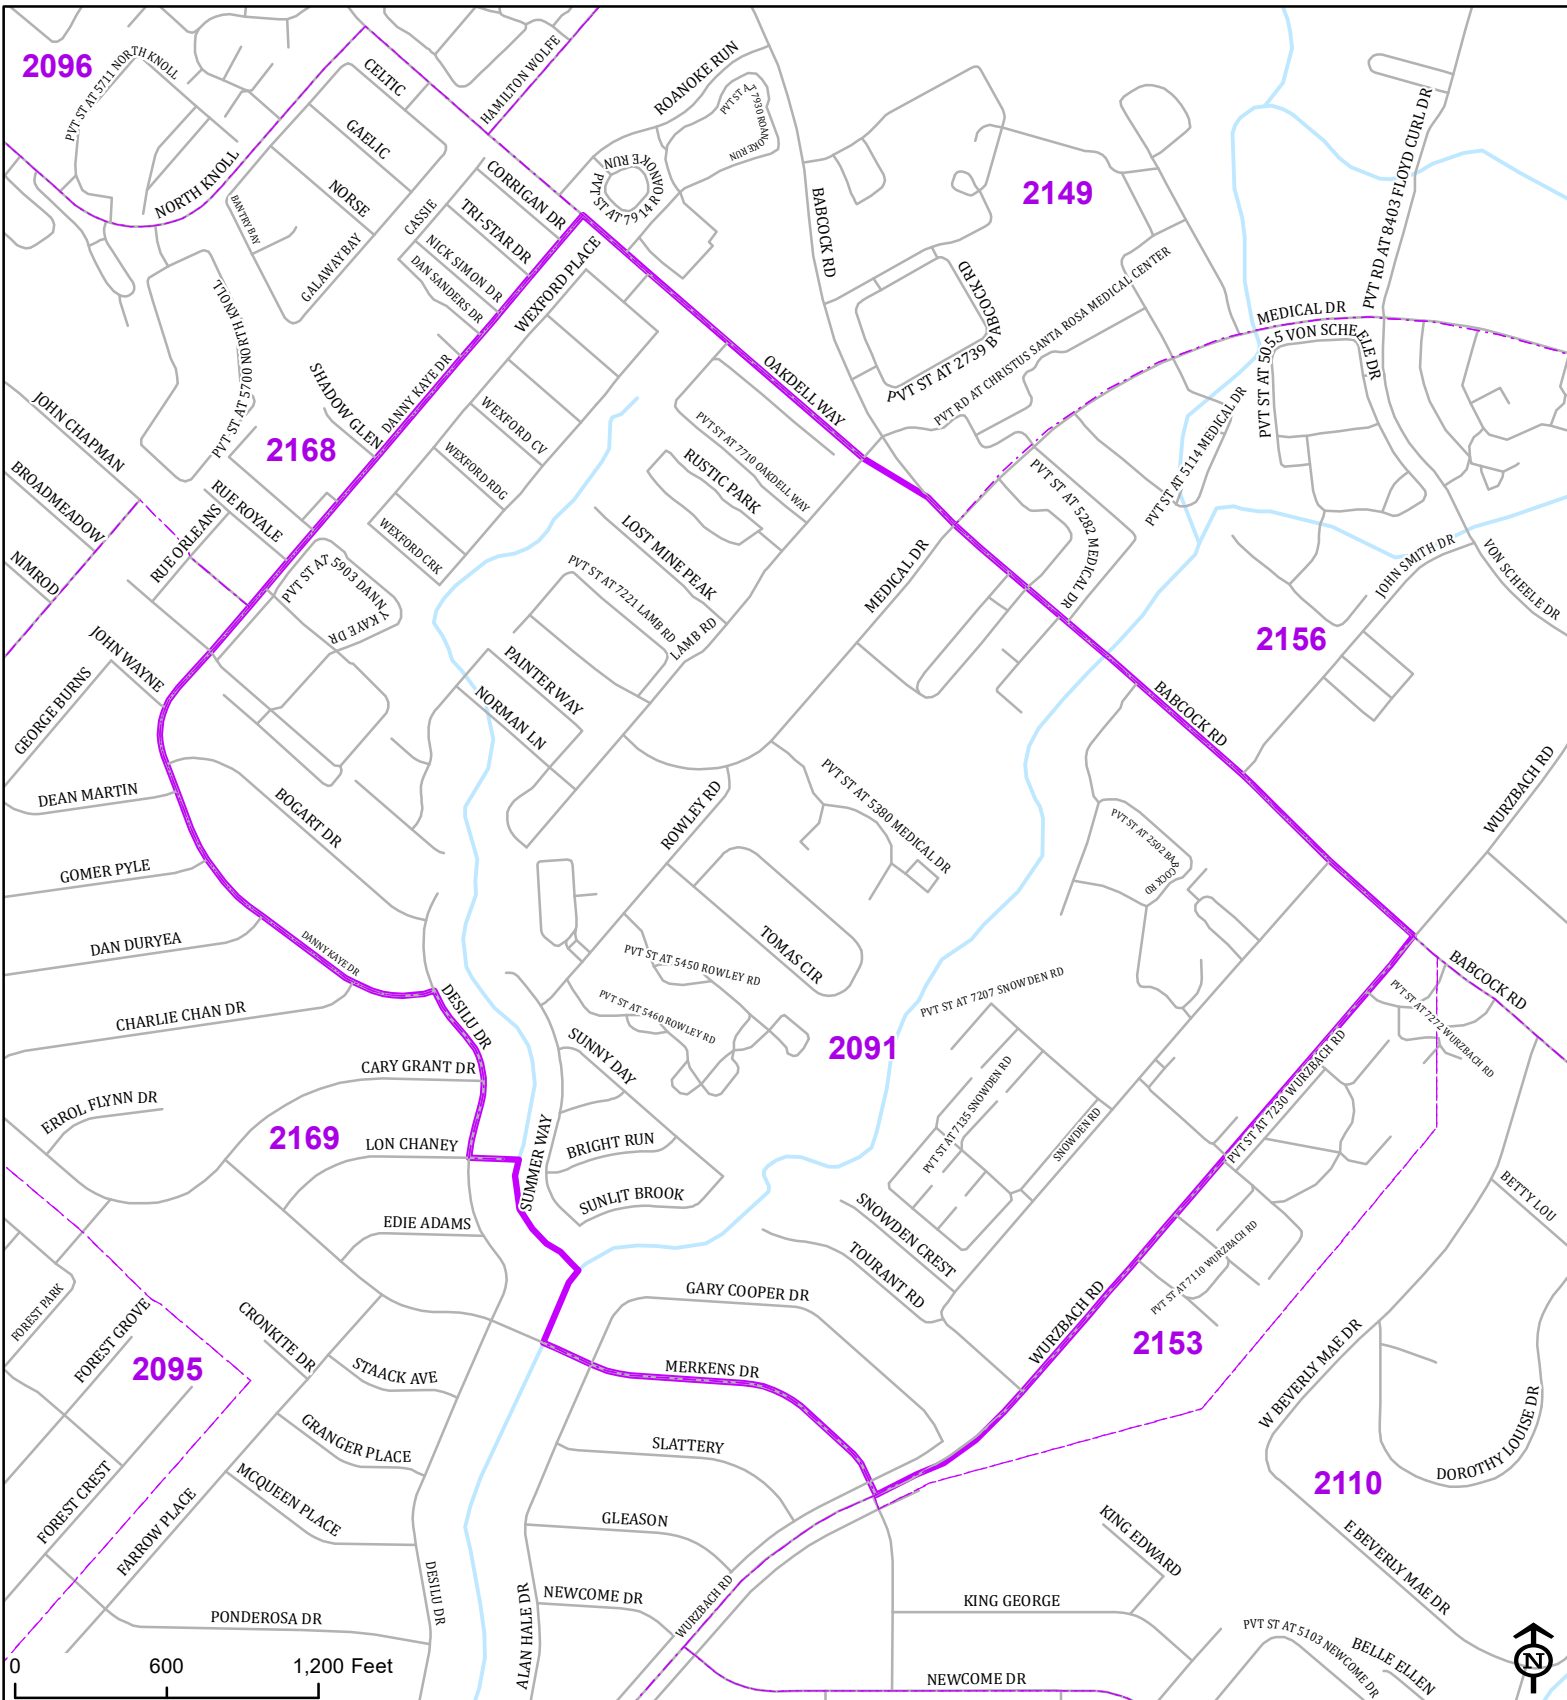 2096
PVT ST AT 5711 NORTH KNOLL
CELTIC
HAMILTON WOLFE
ROANOKE RUN
PVT ST AT 7930 ROANOKE RUN
GAELIC
NORTH KNOLL
NORSE
BANTRY BAY
GALAWAY BAY
CASSIE
CORRIGAN DR
TRI-STAR DR
NICK SIMON DR
DAN SANDERS DR
PVT ST AT 7914 ROANOKE RUN
WEXFORD PLACE
BABCOCK RD
2149
PVT ST AT 2739 BABCOCK RD
PVT RD AT CHRISTUS SANTA ROSA MEDICAL CENTER
PVT RD AT 8403 FLOYD CURL DR
MEDICAL DR
PVT ST AT 5055 VON SCHEELE DR
PVT ST AT 5700 NORTH KNOLL
SHADOW GLEN
DANNY KAYE DR
OAKDELL WAY
JOHN CHAPMAN
2168
BROADMEADOW
RUE ROYALE
RUE ORLEANS
NIMROD
WEXFORD CV
WEXFORD RDG
WEXFORD CRK
PVT ST AT 7710 OAKDELL WAY
RUSTIC PARK
LOST MINE PEAK
PVT ST AT 5114 MEDICAL DR
PVT ST AT 5282 MEDICAL DR
MEDICAL DR
PVT ST AT 5903 DANNY KAYE DR
PVT ST AT 7221 LAMB RD
LAMB RD
JOHN SMITH DR
VON SCHEELE DR
2156
JOHN WAYNE
GEORGE BURNS
PAINTER WAY
NORMAN LN
BABCOCK RD
WURZBACH RD
DEAN MARTIN
BOGART DR
ROWLEY RD
PVT ST AT 5380 MEDICAL DR
PVT ST AT 2502 BABCOCK RD
GOMER PYLE
DAN DURYEA
DANNY KAYE DR
TOMAS CIR
PVT ST AT 5450 ROWLEY RD
PVT ST AT 5460 ROWLEY RD
PVT ST AT 7207 SNOWDEN RD
BABCOCK RD
PVT ST AT 7272 WURZBACH RD
CHARLIE CHAN DR
DESILU DR
2091
SUNNY DAY
CARY GRANT DR
ERROL FLYNN DR
PVT ST AT 7135 SNOWDEN RD
SNOWDEN RD
PVT ST AT 7230 WURZBACH RD
2169
LON CHANEY
SUMMER WAY
BRIGHT RUN
SUNLIT BROOK
BETTY LOU
EDIE ADAMS
SNOWDEN CREST
TOURANT RD
PVT ST AT 7110 WURZBACH RD
FOREST PARK
FOREST GROVE
CRONKITE DR
GARY COOPER DR
WURZBACH RD
2153
W BEVERLY MAE DR
2095
STAACK AVE
MERKENS DR
GRANGER PLACE
SLATTERY
DOROTHY LOUISE DR
2110
MCQUEEN PLACE
FOREST CREST
FARROW PLACE
GLEASON
KING EDWARD
E BEVERLY MAE DR
DESILU DR
ALAN HALE DR
NEWCOME DR
WURZBACH RD
KING GEORGE
PONDEROSA DR
PVT ST AT 5103 NEWCOME DR
BELLE ELLEN
NEWCOME DR
0 600 1,200 Feet
N